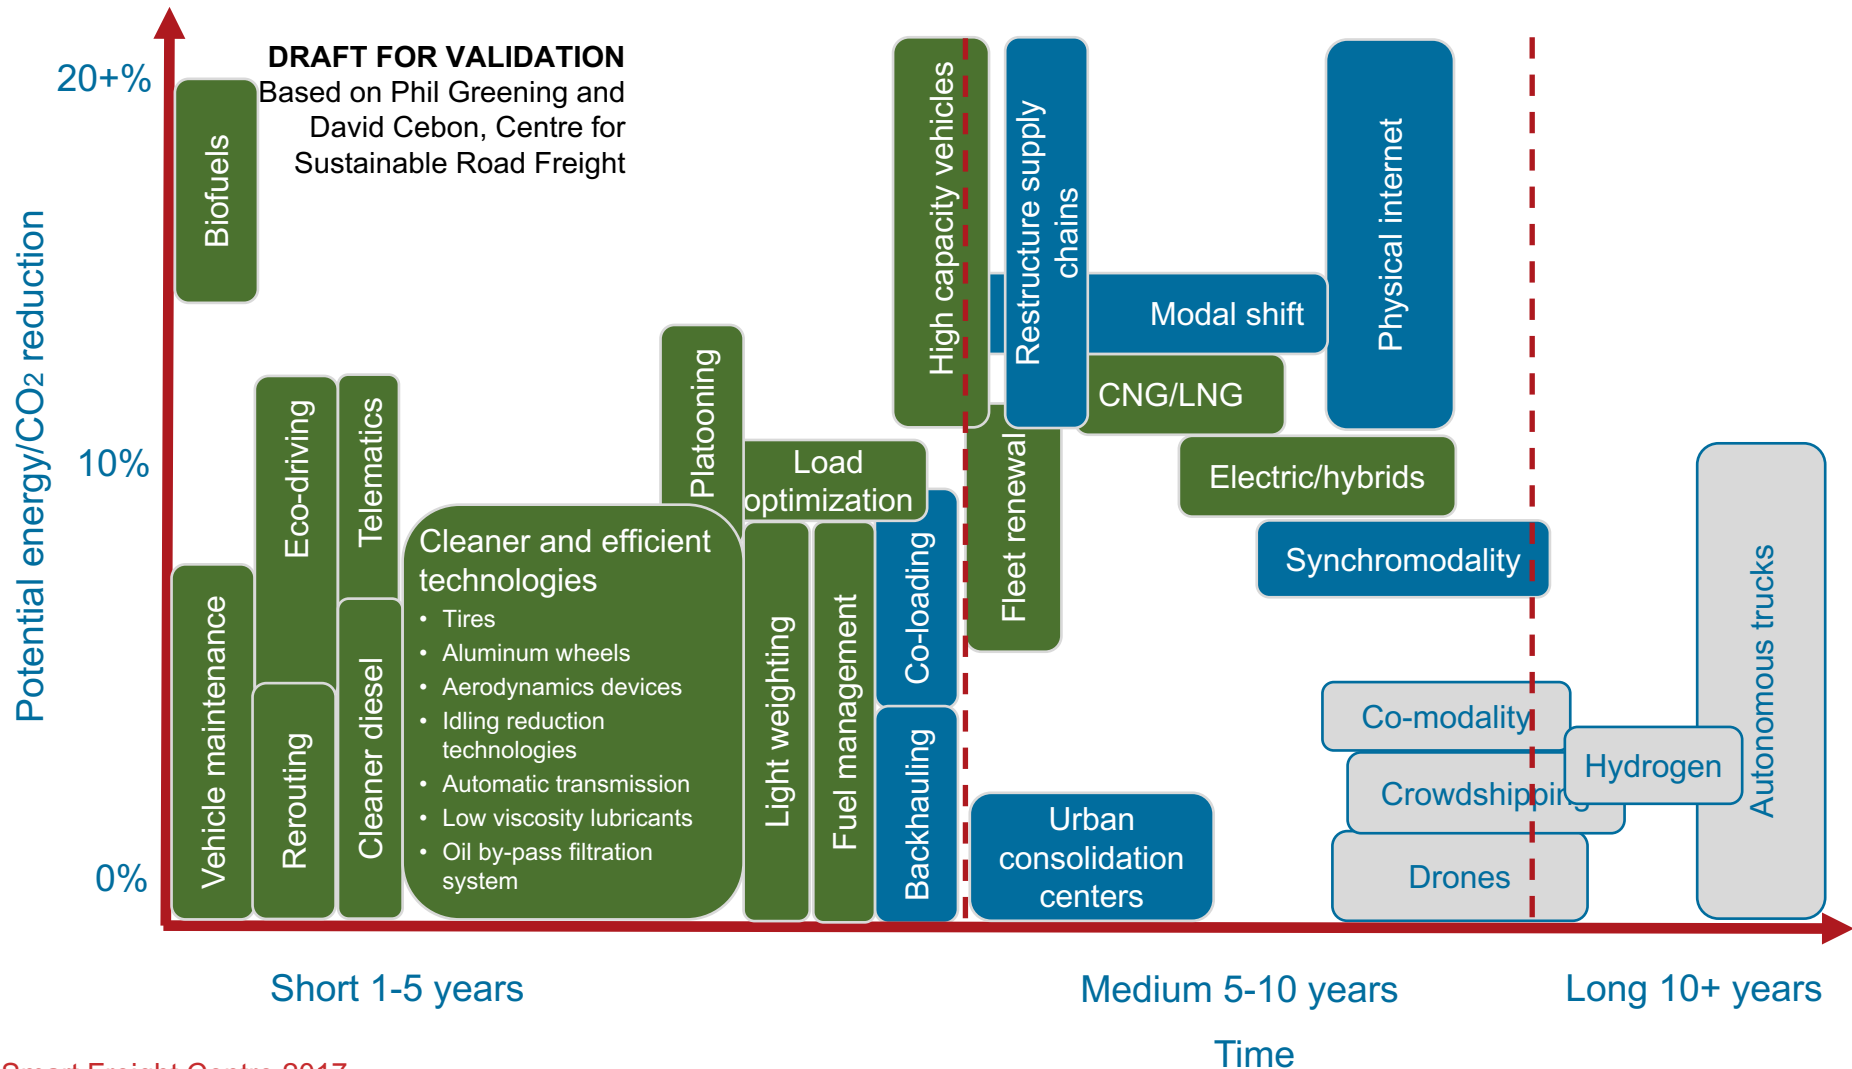 DRAFT FOR VALIDATION
Based on Phil Greening and
David Cebon, Centre for
Sustainable Road Freight
Potential energy/CO2 reduction
20+%
10%
0%
Biofuels
Vehicle maintenance
Eco-driving
Rerouting
Telematics
Cleaner diesel
Cleaner and efficient
technologies
• Tires
• Aluminum wheels
• Aerodynamics devices
• Idling reduction
technologies
• Automatic transmission
• Low viscosity lubricants
• Oil by-pass filtration
system
Platooning
Load
optimization
Light weighting
Fuel management
Co-loading
Backhauling
High capacity vehicles
Fleet renewal
Restructure supply
chains
Modal shift
CNG/LNG
Electric/hybrids
Synchromodality
Physical internet
Urban
consolidation
centers
Co-modality
Crowdshipping
Drones
Hydrogen
Autonomous trucks
Short 1-5 years
Medium 5-10 years
Long 10+ years
Time
Smart Freight Centre 2017